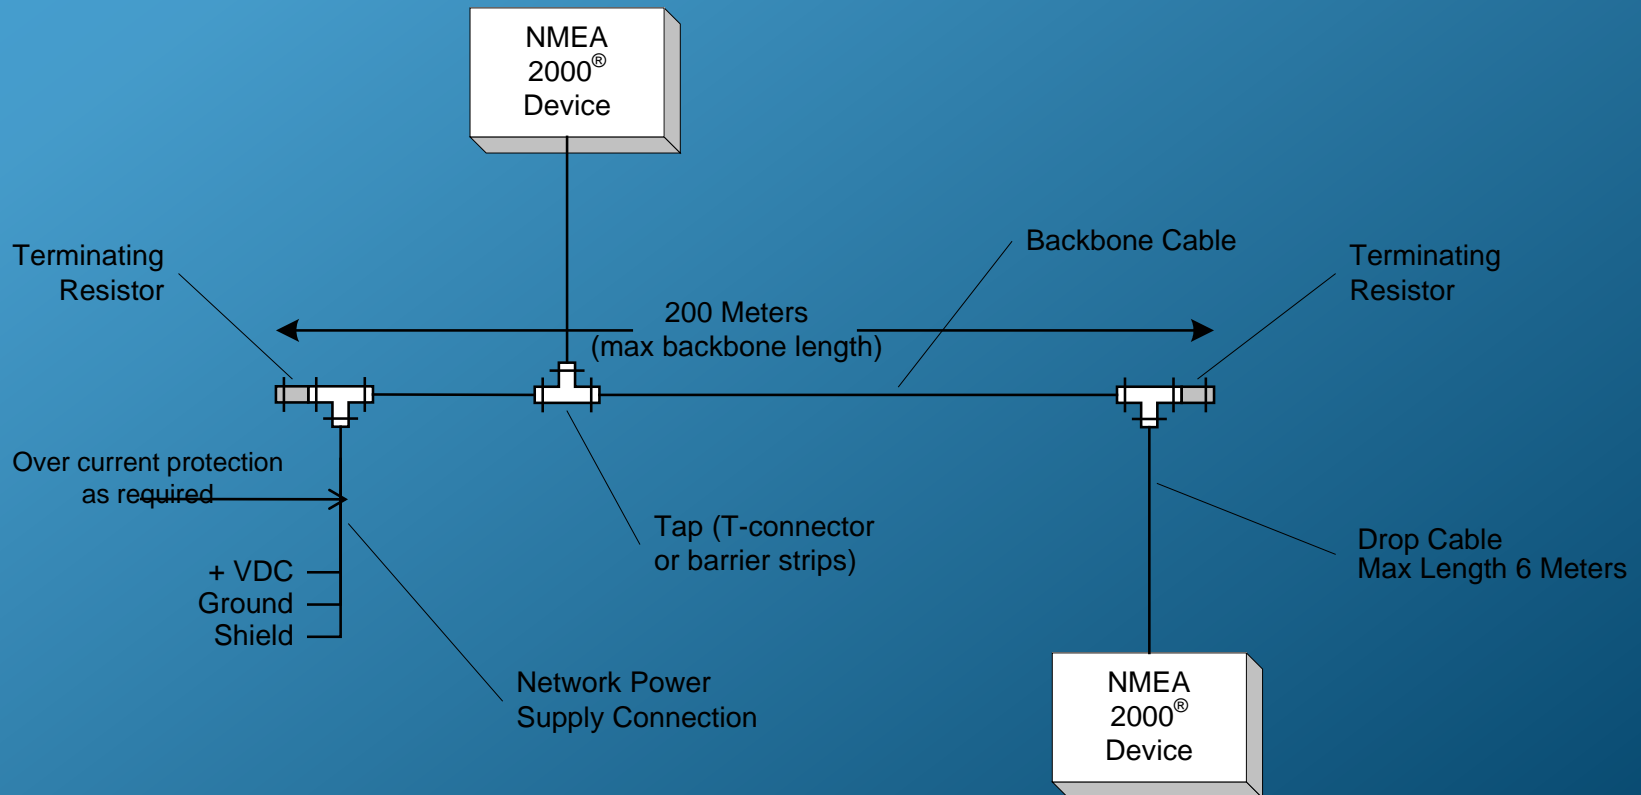 NMEA
2000®
Device
Terminating
Resistor
Backbone Cable
Terminating
Resistor
200 Meters
(max backbone length)
Over current protection
as required
Tap (T-connector
or barrier strips)
Drop Cable
Max Length 6 Meters
+ VDC
Ground
Shield
Network Power
Supply Connection
NMEA
2000®
Device